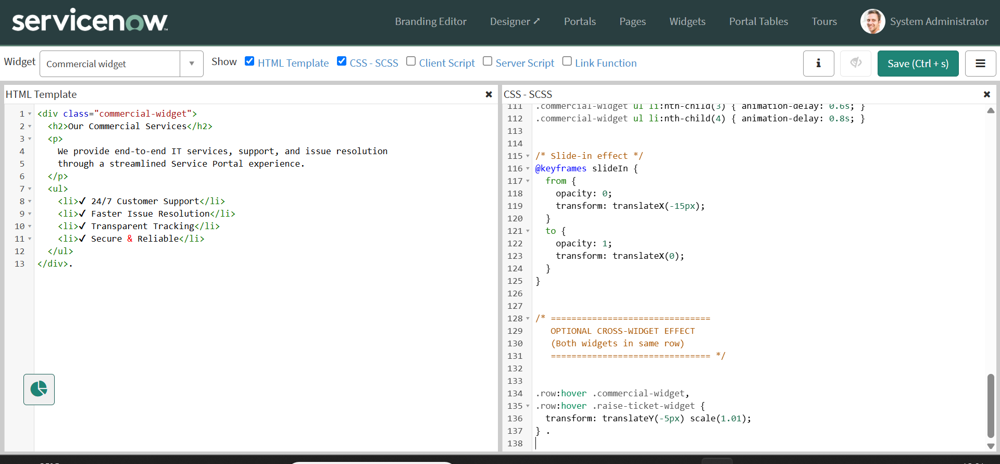 servicenow™
Branding Editor
Designer ↗
Portals
Pages
Widgets
Portal Tables
Tours
System Administrator
Widget
Commercial widget
Show
HTML Template
CSS - SCSS
Client Script
Server Script
Link Function
i
Save (Ctrl + s)
HTML Template
1 <div class="commercial-widget">
2 <h2>Our Commercial Services</h2>
3 <p>
4 We provide end-to-end IT services, support, and issue resolution
5 through a streamlined Service Portal experience.
6 </p>
7 <ul>
8 <li>✔ 24/7 Customer Support</li>
9 <li>✔ Faster Issue Resolution</li>
10 <li>✔ Transparent Tracking</li>
11 <li>✔ Secure & Reliable</li>
12 </ul>
13 </div>.
CSS - SCSS
111 .commercial-widget ul li:nth-child(3) { animation-delay: 0.6s; }
112 .commercial-widget ul li:nth-child(4) { animation-delay: 0.8s; }
113
114
115 /* Slide-in effect */
116 @keyframes slideIn {
117 from {
118 opacity: 0;
119 transform: translateX(-15px);
120 }
121 to {
122 opacity: 1;
123 transform: translateX(0);
124 }
125 }
126
127
128 /* ===============================
129 OPTIONAL CROSS-WIDGET EFFECT
130 (Both widgets in same row)
131 =============================== */
132
133
134 .row:hover .commercial-widget,
135 .row:hover .raise-ticket-widget {
136 transform: translateY(-5px) scale(1.01);
137 } .
138